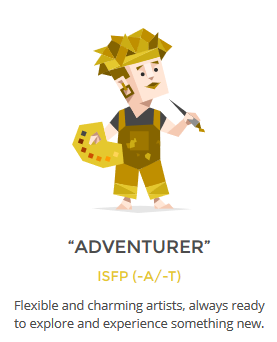 “ADVENTURER”
ISFP (-A/-T)
Flexible and charming artists, always ready
to explore and experience something new.